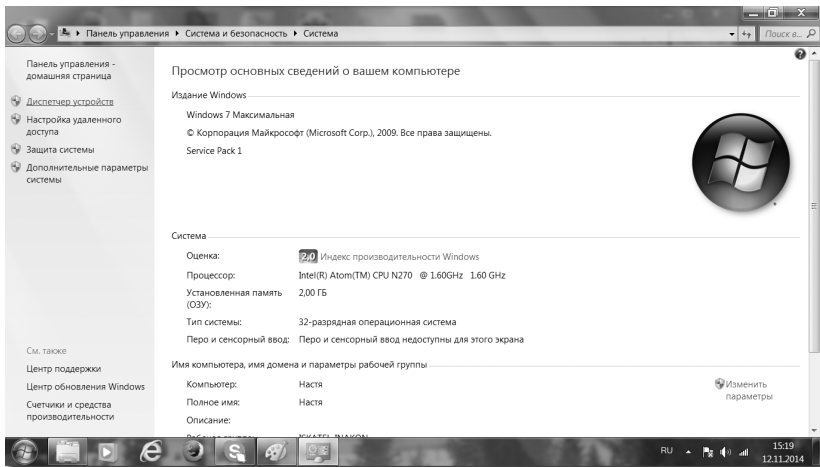 Панель управления ▸ Система и безопасность ▸ Система
Поиск в...
Панель управления -
домашняя страница
Диспетчер устройств
Настройка удаленного
доступа
Защита системы
Дополнительные параметры
системы
См. также
Центр поддержки
Центр обновления Windows
Счетчики и средства
производительности
Просмотр основных сведений о вашем компьютере
Издание Windows
Windows 7 Максимальная
© Корпорация Майкрософт (Microsoft Corp.), 2009. Все права защищены.
Service Pack 1
Система
Оценка: 2,0 Индекс производительности Windows
Процессор: Intel(R) Atom(TM) CPU N270 @ 1.60GHz 1.60 GHz
Установленная память
(ОЗУ): 2,00 ГБ
Тип системы: 32-разрядная операционная система
Перо и сенсорный ввод: Перо и сенсорный ввод недоступны для этого экрана
Имя компьютера, имя домена и параметры рабочей группы
Компьютер: Настя
Изменить
параметры
Полное имя: Настя
Описание:
RU
15:19
12.11.2014